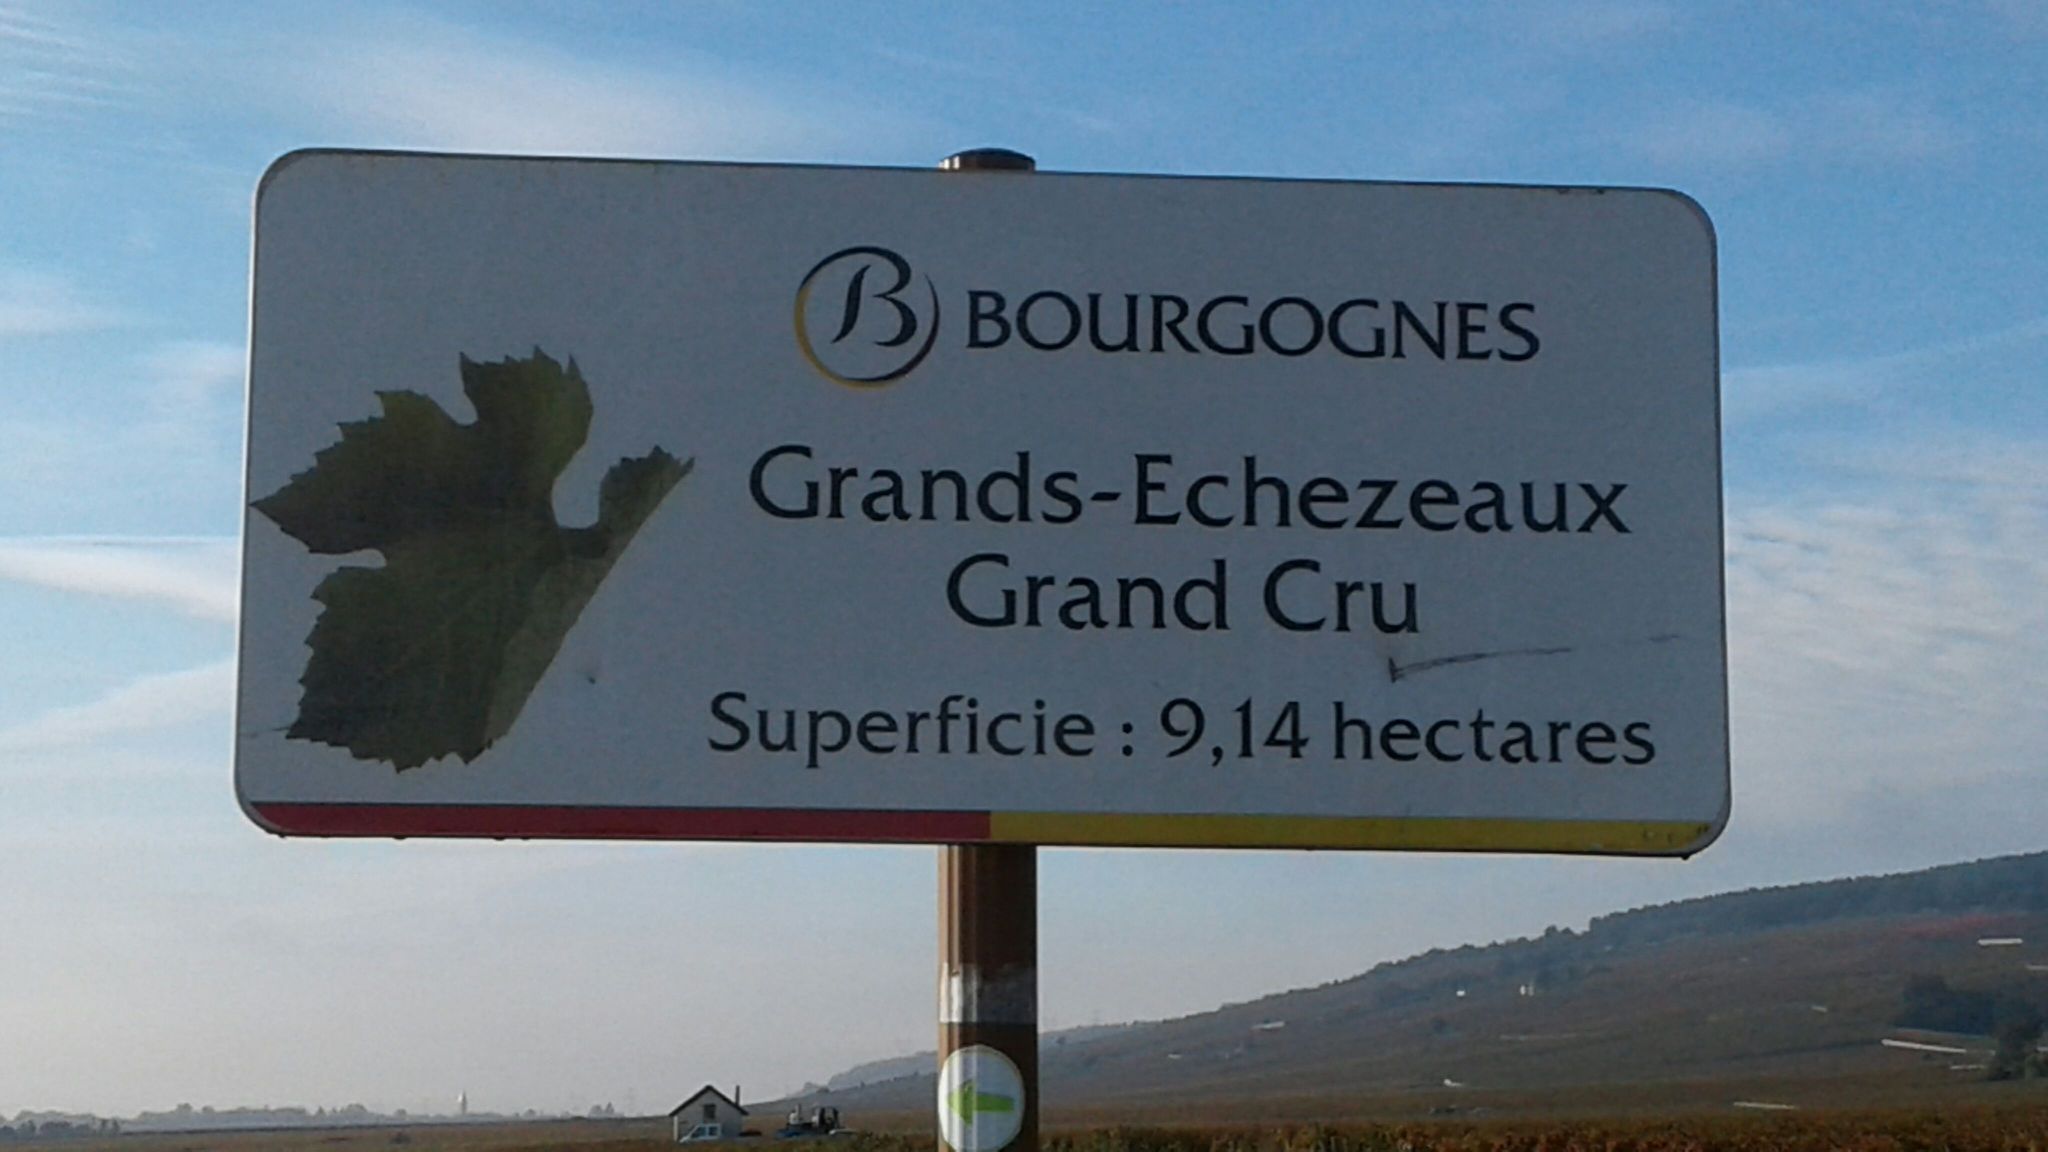 B BOURGOGNES
Grands-Echezeaux
Grand Cru
Superficie : 9,14 hectares